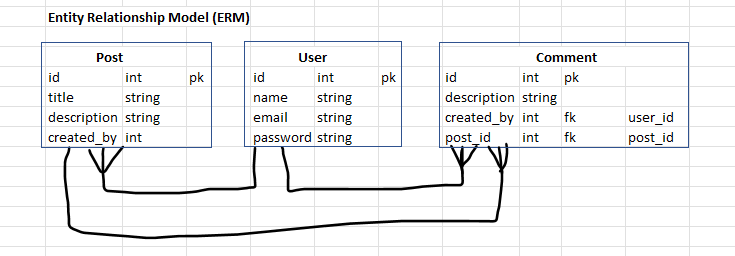 Entity Relationship Model (ERM)
Post
id int pk
title string
description string
created_by int
User
id int pk
name string
email string
password string
Comment
id int pk
description string
created_by int fk user_id
post_id int fk post_id